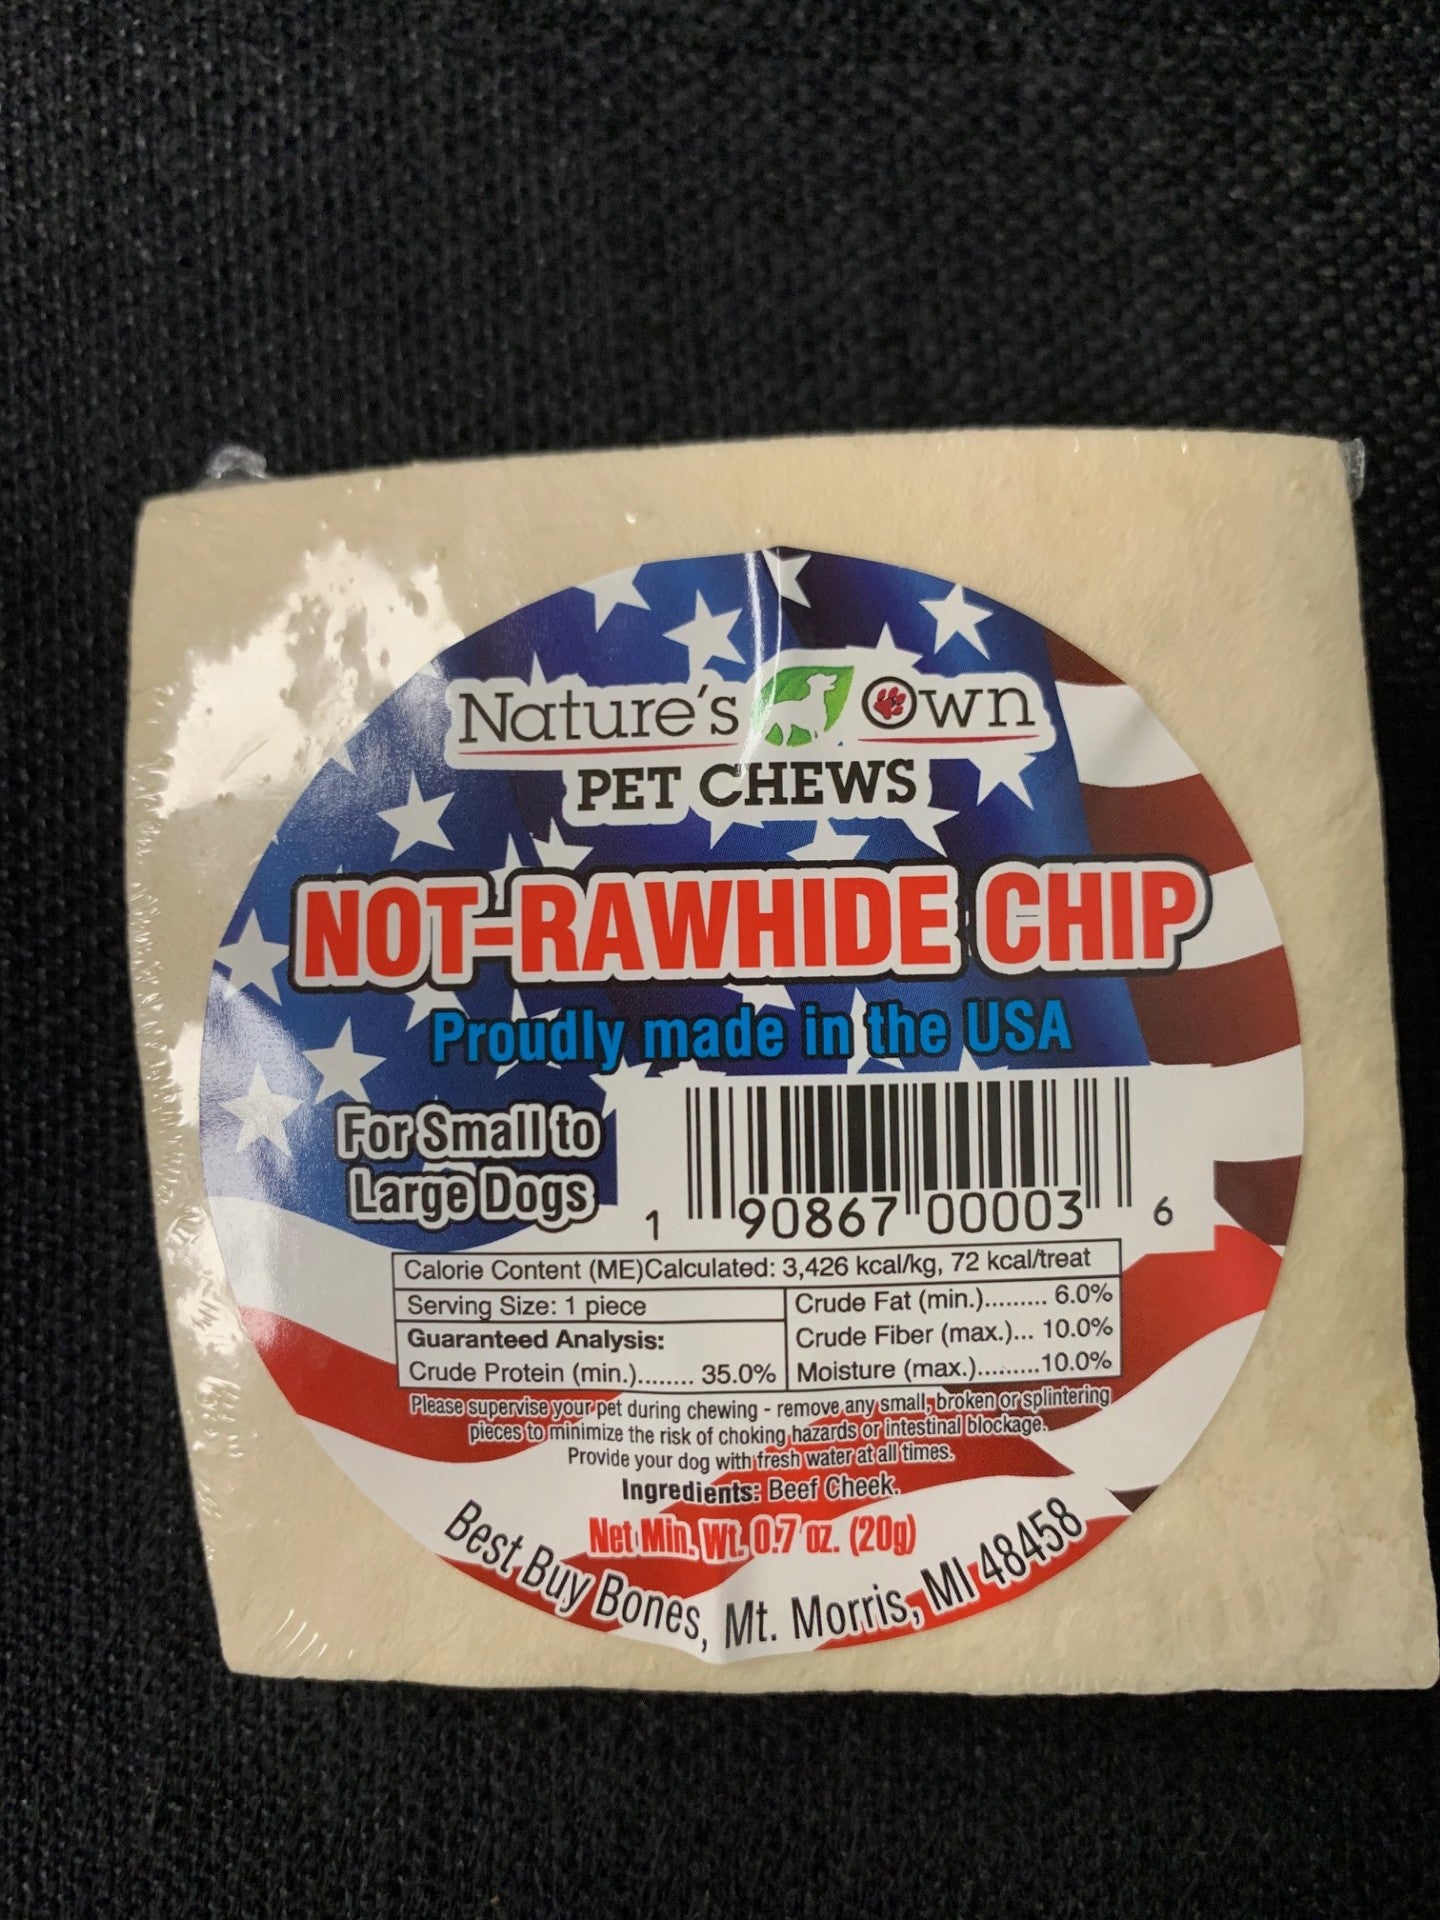 Nature's Own
PET CHEWS
NOT-RAWHIDE CHIP
Proudly made in the USA
For Small to
Large Dogs
1 90867 00003 6
Calorie Content (ME)Calculated: 3,426 kcal/kg, 72 kcal/treat
Serving Size: 1 piece
Guaranteed Analysis:
Crude Protein (min.)........ 35.0%
Crude Fat (min.)......... 6.0%
Crude Fiber (max.)... 10.0%
Moisture (max.).........10.0%
Please supervise your pet during chewing - remove any small, broken or splintering
pieces to minimize the risk of choking hazards or intestinal blockage.
Provide your dog with fresh water at all times.
Ingredients: Beef Cheek.
Net Min. Wt. 0.7 oz. (20g)
Best Buy Bones, Mt. Morris, MI 48458